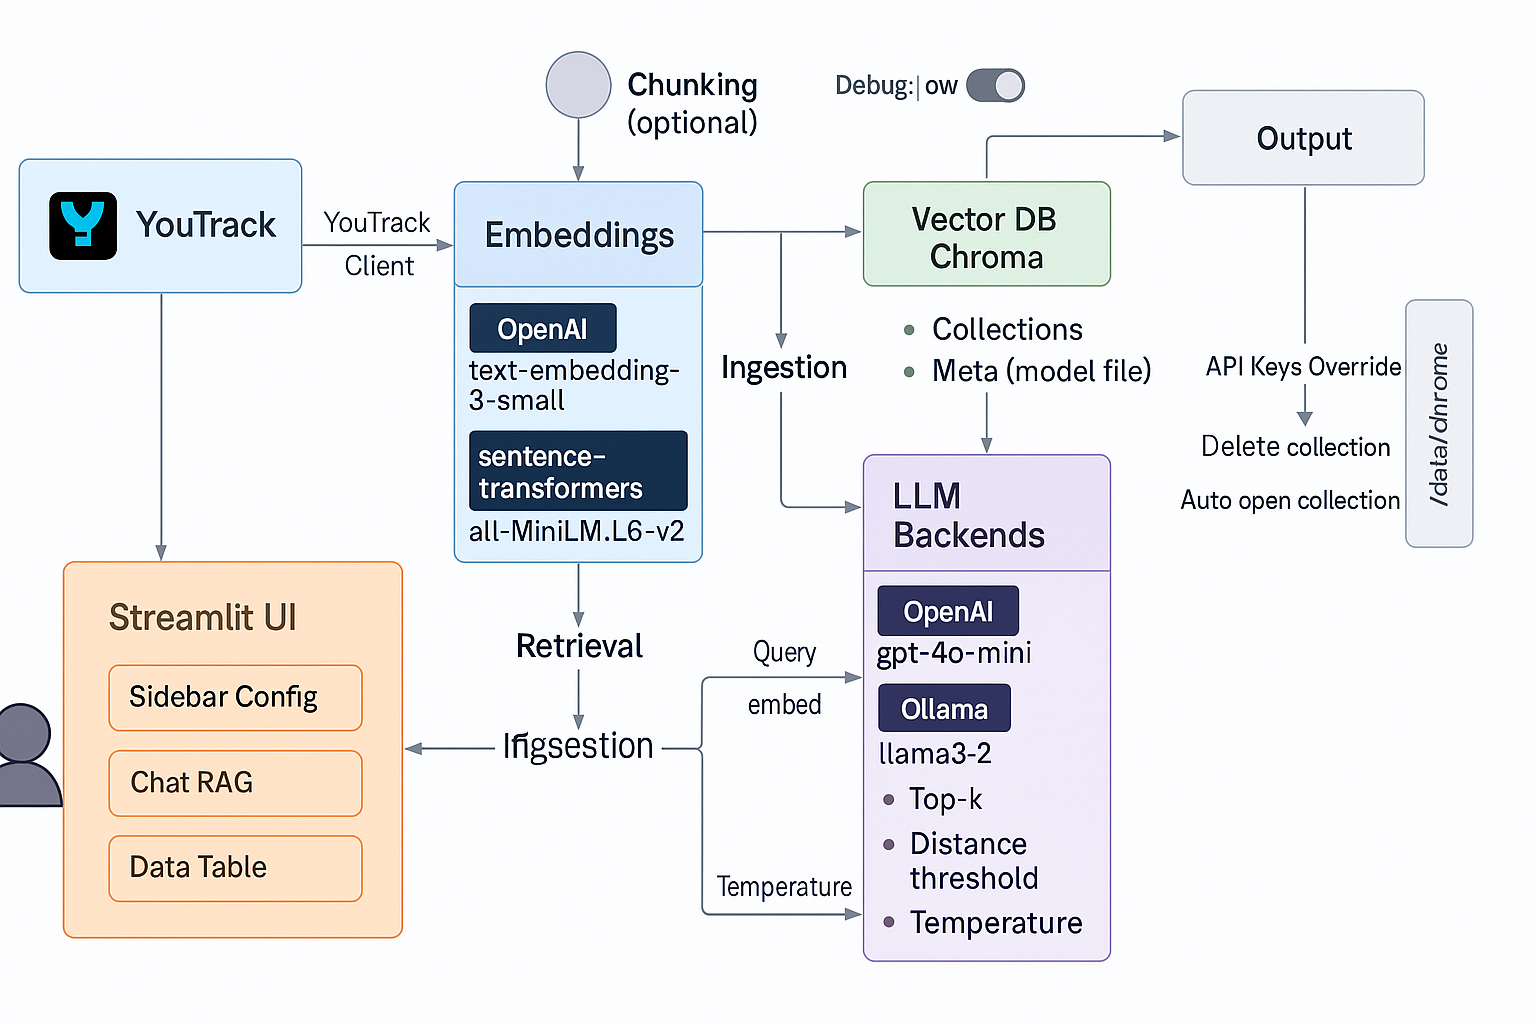 Chunking
(optional)
Debug:| ow
Output
YouTrack
YouTrack
Client
Embeddings
Vector DB
Chroma
OpenAI
text-embedding-
3-small
sentence-
transformers
all-MiniLM.L6-v2
Ingestion
Collections
Meta (model file)
API Keys Override
Delete collection
Auto open collection
/data/dnrome
LLM
Backends
OpenAI
gpt-4o-mini
Ollama
llama3-2
Top-k
Distance
threshold
Temperature
Streamlit UI
Sidebar Config
Chat RAG
Data Table
Retrieval
Query
embed
Temperature